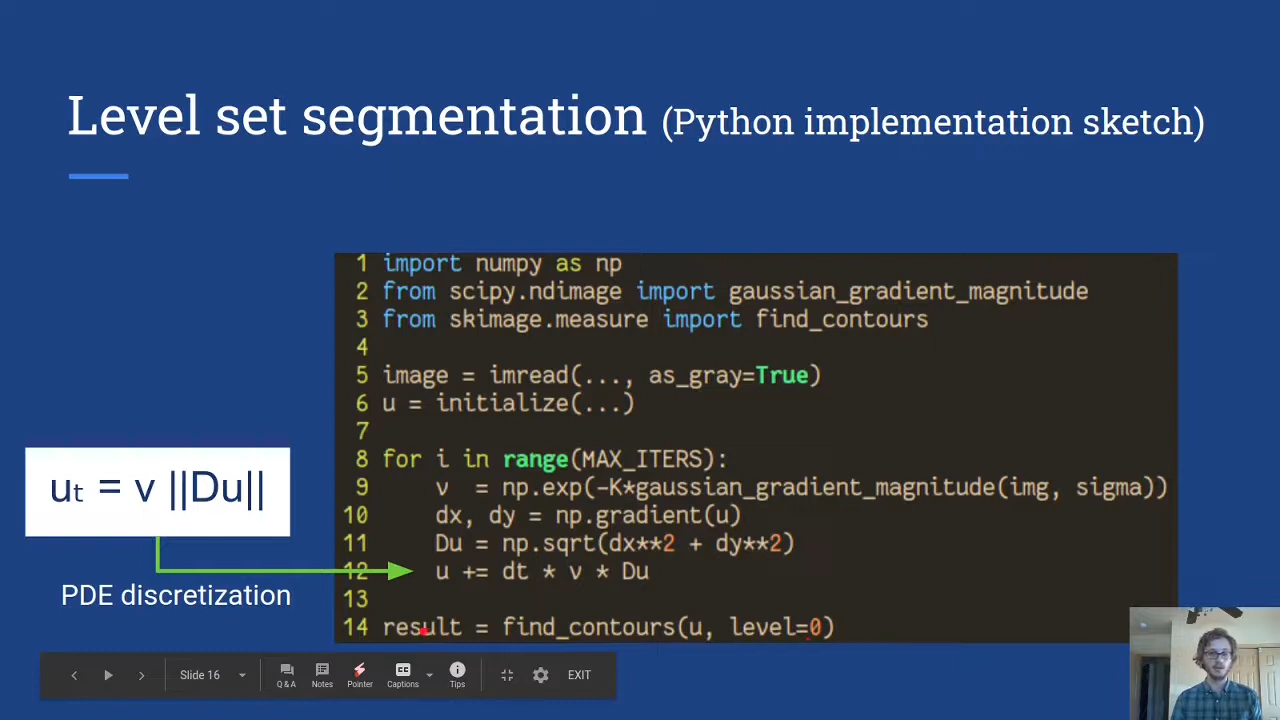 Level set segmentation (Python implementation sketch)
1 import numpy as np
2 from scipy.ndimage import gaussian_gradient_magnitude
3 from skimage.measure import find_contours
4
5 image = imread(..., as_gray=True)
6 u = initialize(...)
7
8 for i in range(MAX_ITERS):
9     ν  = np.exp(-K*gaussian_gradient_magnitude(img, sigma))
10     dx, dy = np.gradient(u)
11     Du = np.sqrt(dx**2 + dy**2)
12     u += dt * ν * Du
13
14 result = find_contours(u, level=0)
ut = ν ||Du||
PDE discretization
Slide 16
Q & A Notes Pointer Captions Tips
EXIT